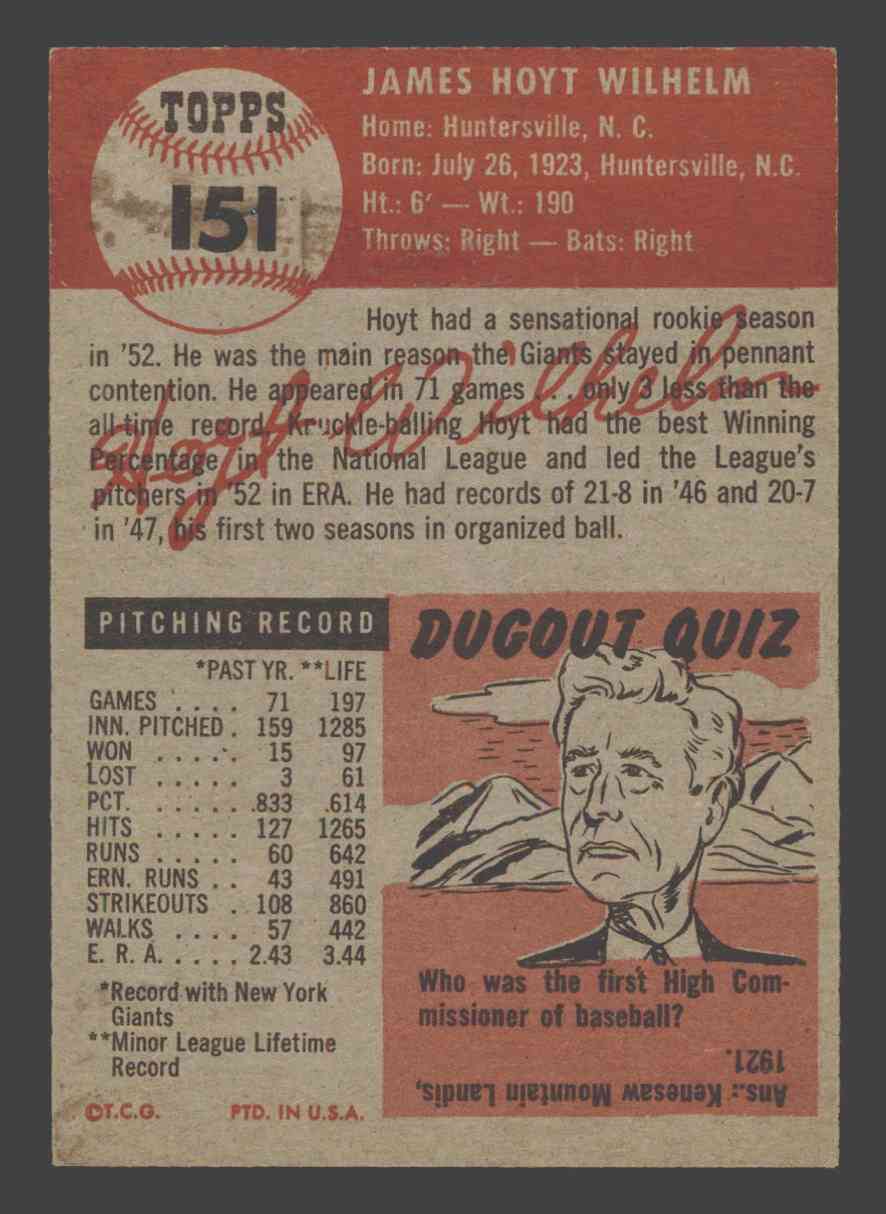 TOPPS
151
JAMES HOYT WILHELM
Home: Huntersville, N. C.
Born: July 26, 1923, Huntersville, N.C.
Ht.: 6' — Wt.: 190
Throws: Right — Bats: Right
Hoyt had a sensational rookie season
in '52. He was the main reason the Giants stayed in pennant
contention. He appeared in 71 games . . . only 3 less than the
all-time record. Knuckle-balling Hoyt had the best Winning
Percentage in the National League and led the League's
pitchers in '52 in ERA. He had records of 21-8 in '46 and 20-7
in '47, his first two seasons in organized ball.
Hoyt Wilhelm
PITCHING RECORD
*PAST YR. **LIFE
GAMES . . . . 71 197
INN. PITCHED . 159 1285
WON . . . . . 15 97
LOST . . . . . 3 61
PCT. . . . . . .833 .614
HITS . . . . . 127 1265
RUNS . . . . . 60 642
ERN. RUNS . . 43 491
STRIKEOUTS . 108 860
WALKS . . . . 57 442
E. R. A. . . . . 2.43 3.44
*Record with New York
Giants
**Minor League Lifetime
Record
©T.C.G. PTD. IN U.S.A.
DUGOUT QUIZ
Who was the first High Com-
missioner of baseball?
Ans.: Kenesaw Mountain Landis,
1921.